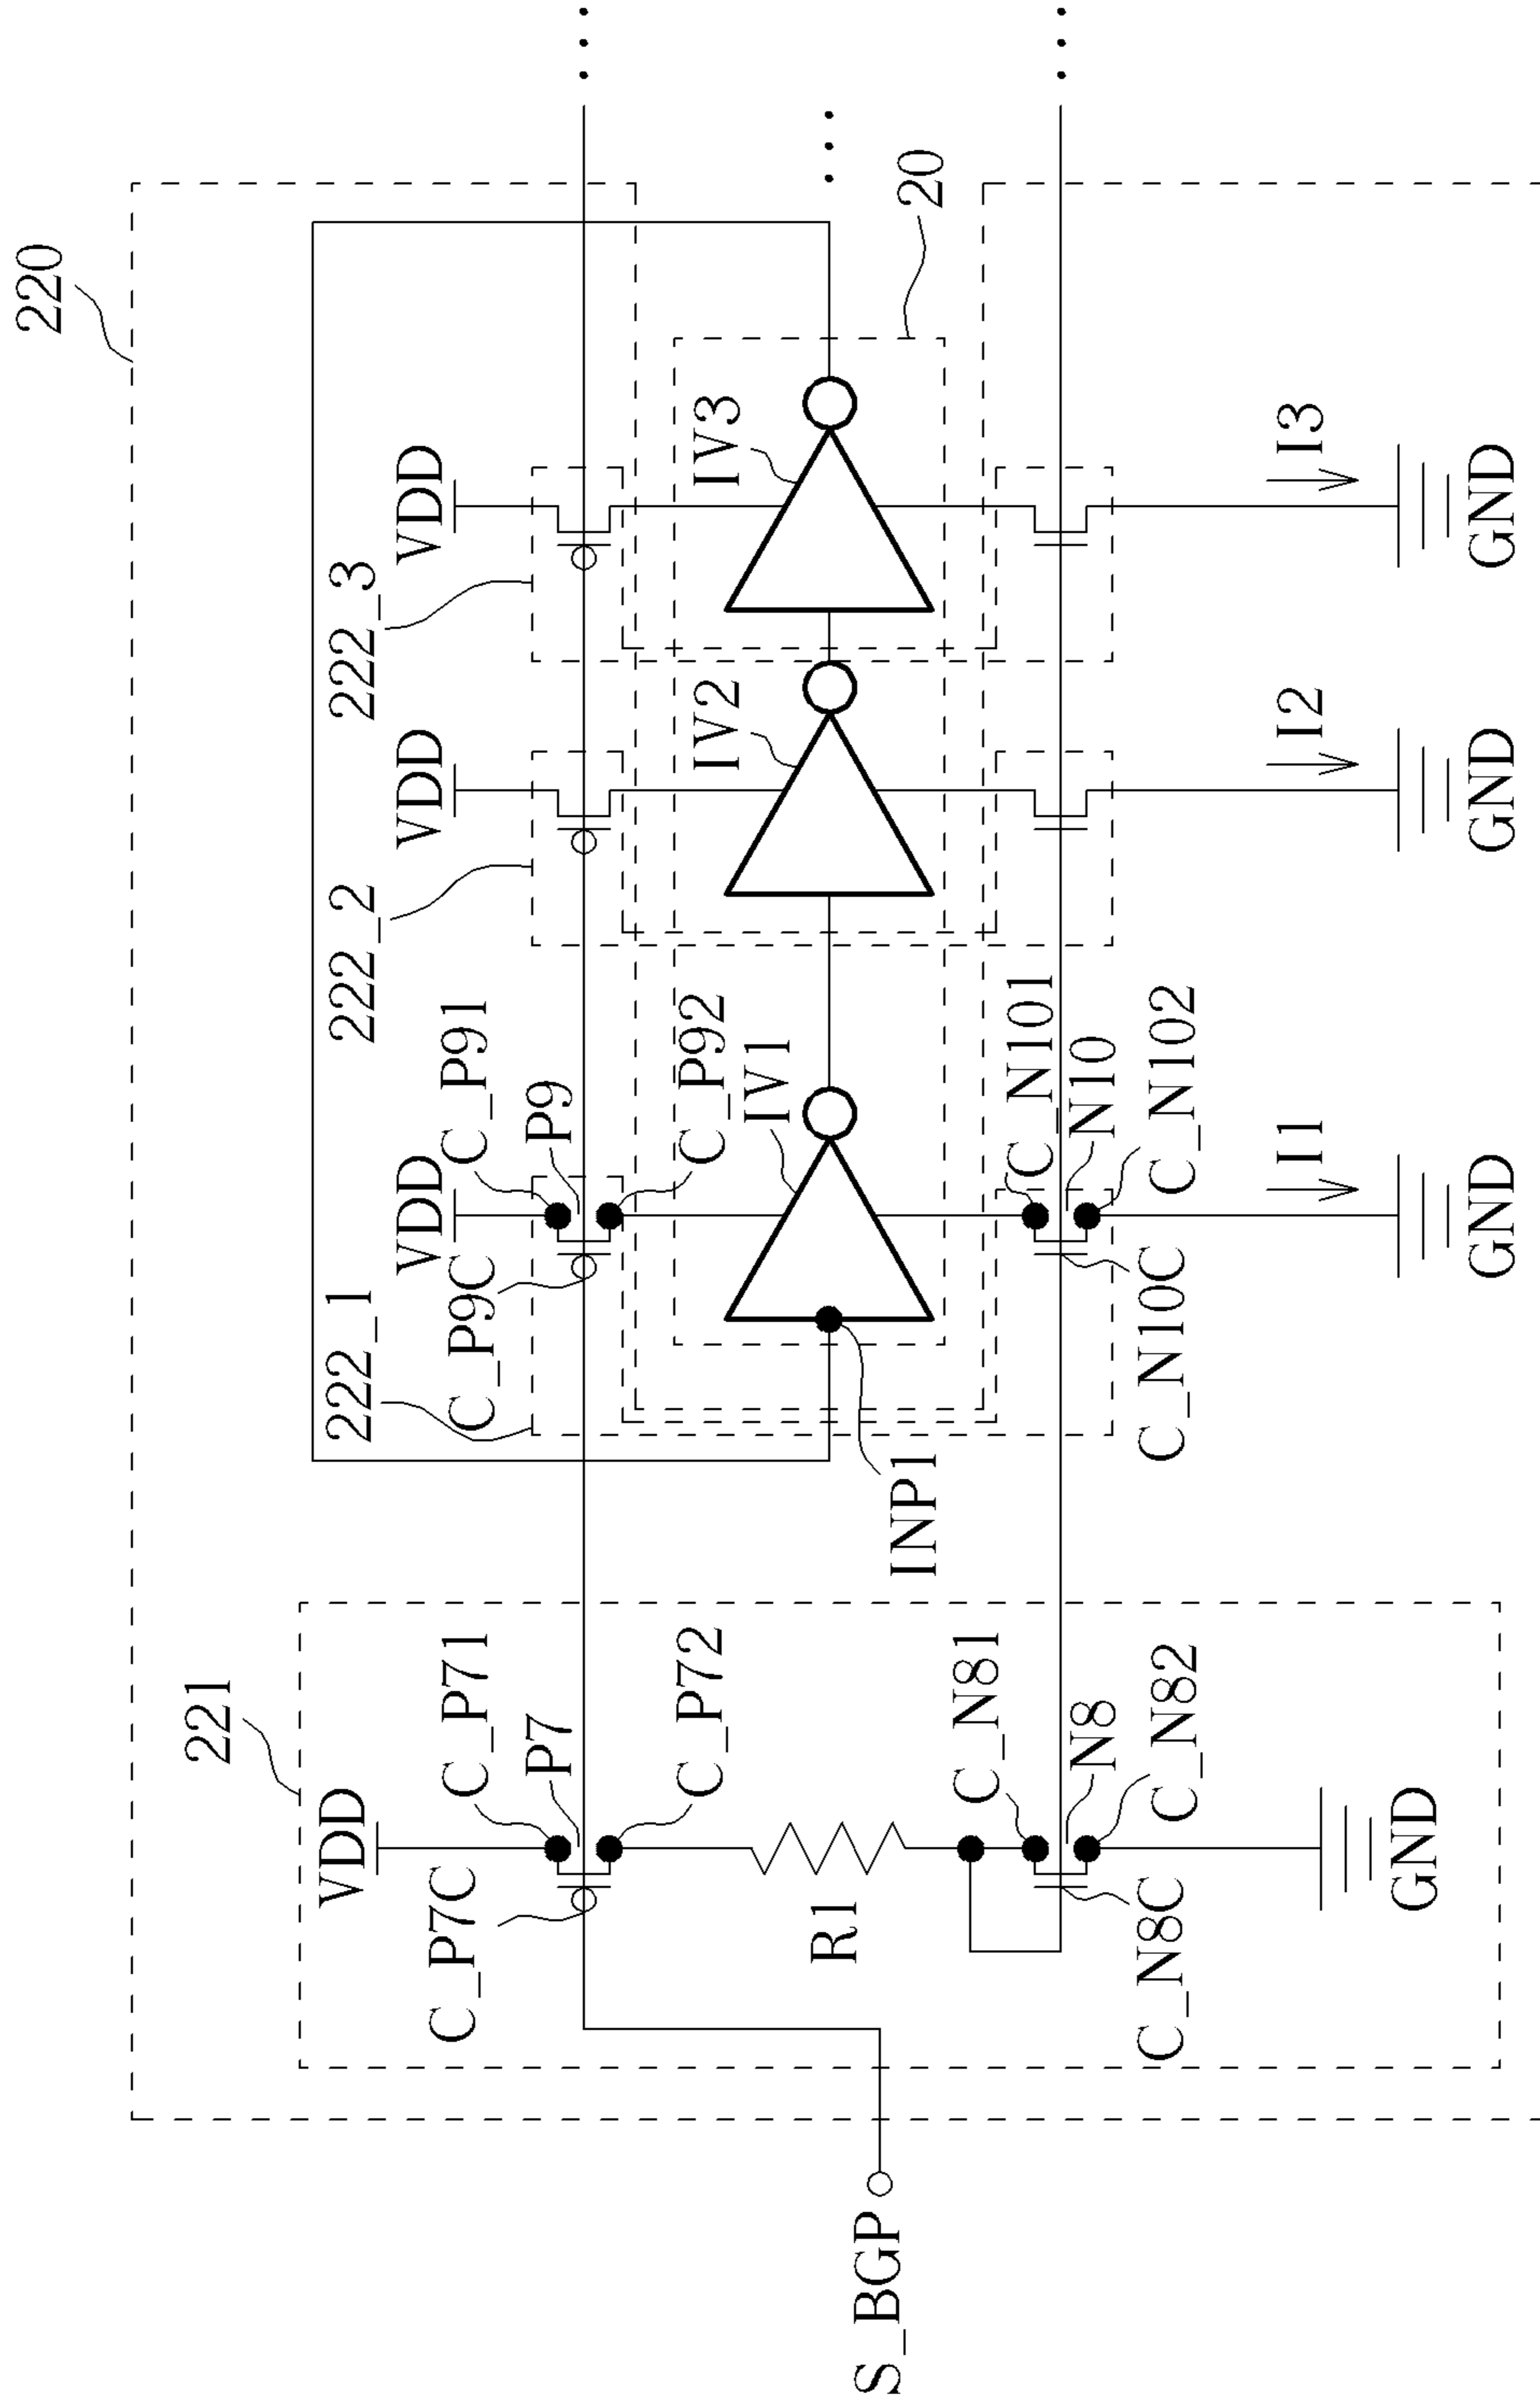 220
221
VDD
C_P71
C_P7C
P7
C_P72
R1
C_N81
N8
C_N8C
C_N82
GND
S_BGP
222_1
VDD
C_P91
C_P9C
P9
C_P92
IV1
INP1
C_N101
N10
C_N10C
C_N102
I1
GND
222_2
VDD
IV2
I2
GND
222_3
VDD
IV3
20
I3
GND